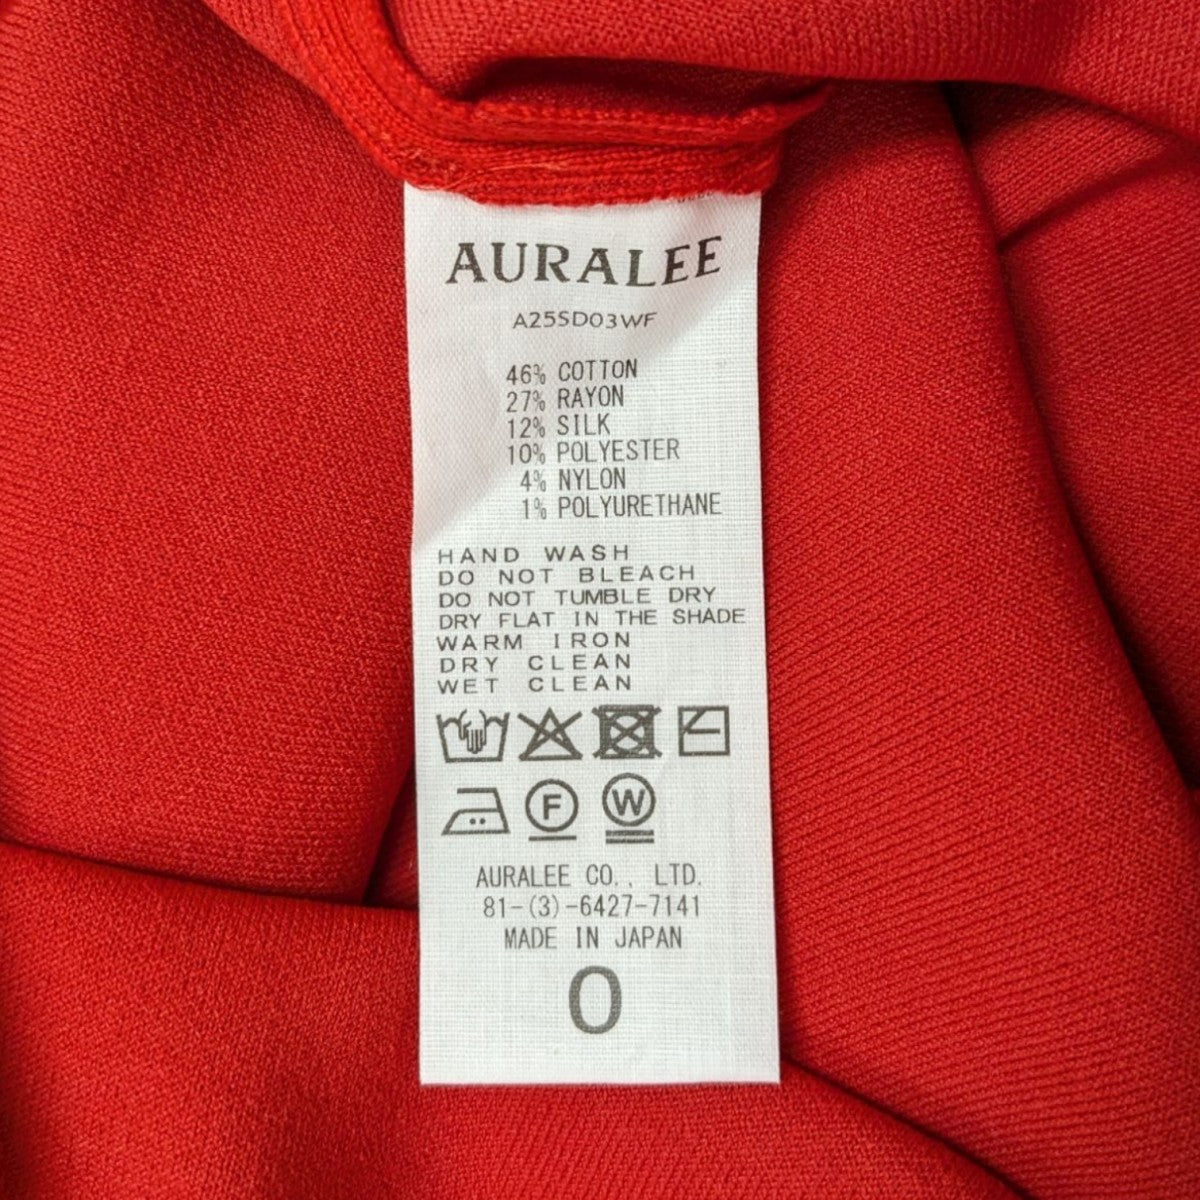 AURALEE
A25SD03WF
46% COTTON
27% RAYON
12% SILK
10% POLYESTER
4% NYLON
1% POLYURETHANE
HAND WASH
DO NOT BLEACH
DO NOT TUMBLE DRY
DRY FLAT IN THE SHADE
WARM IRON
DRY CLEAN
WET CLEAN
F W
AURALEE CO., LTD.
81-(3)-6427-7141
MADE IN JAPAN
0